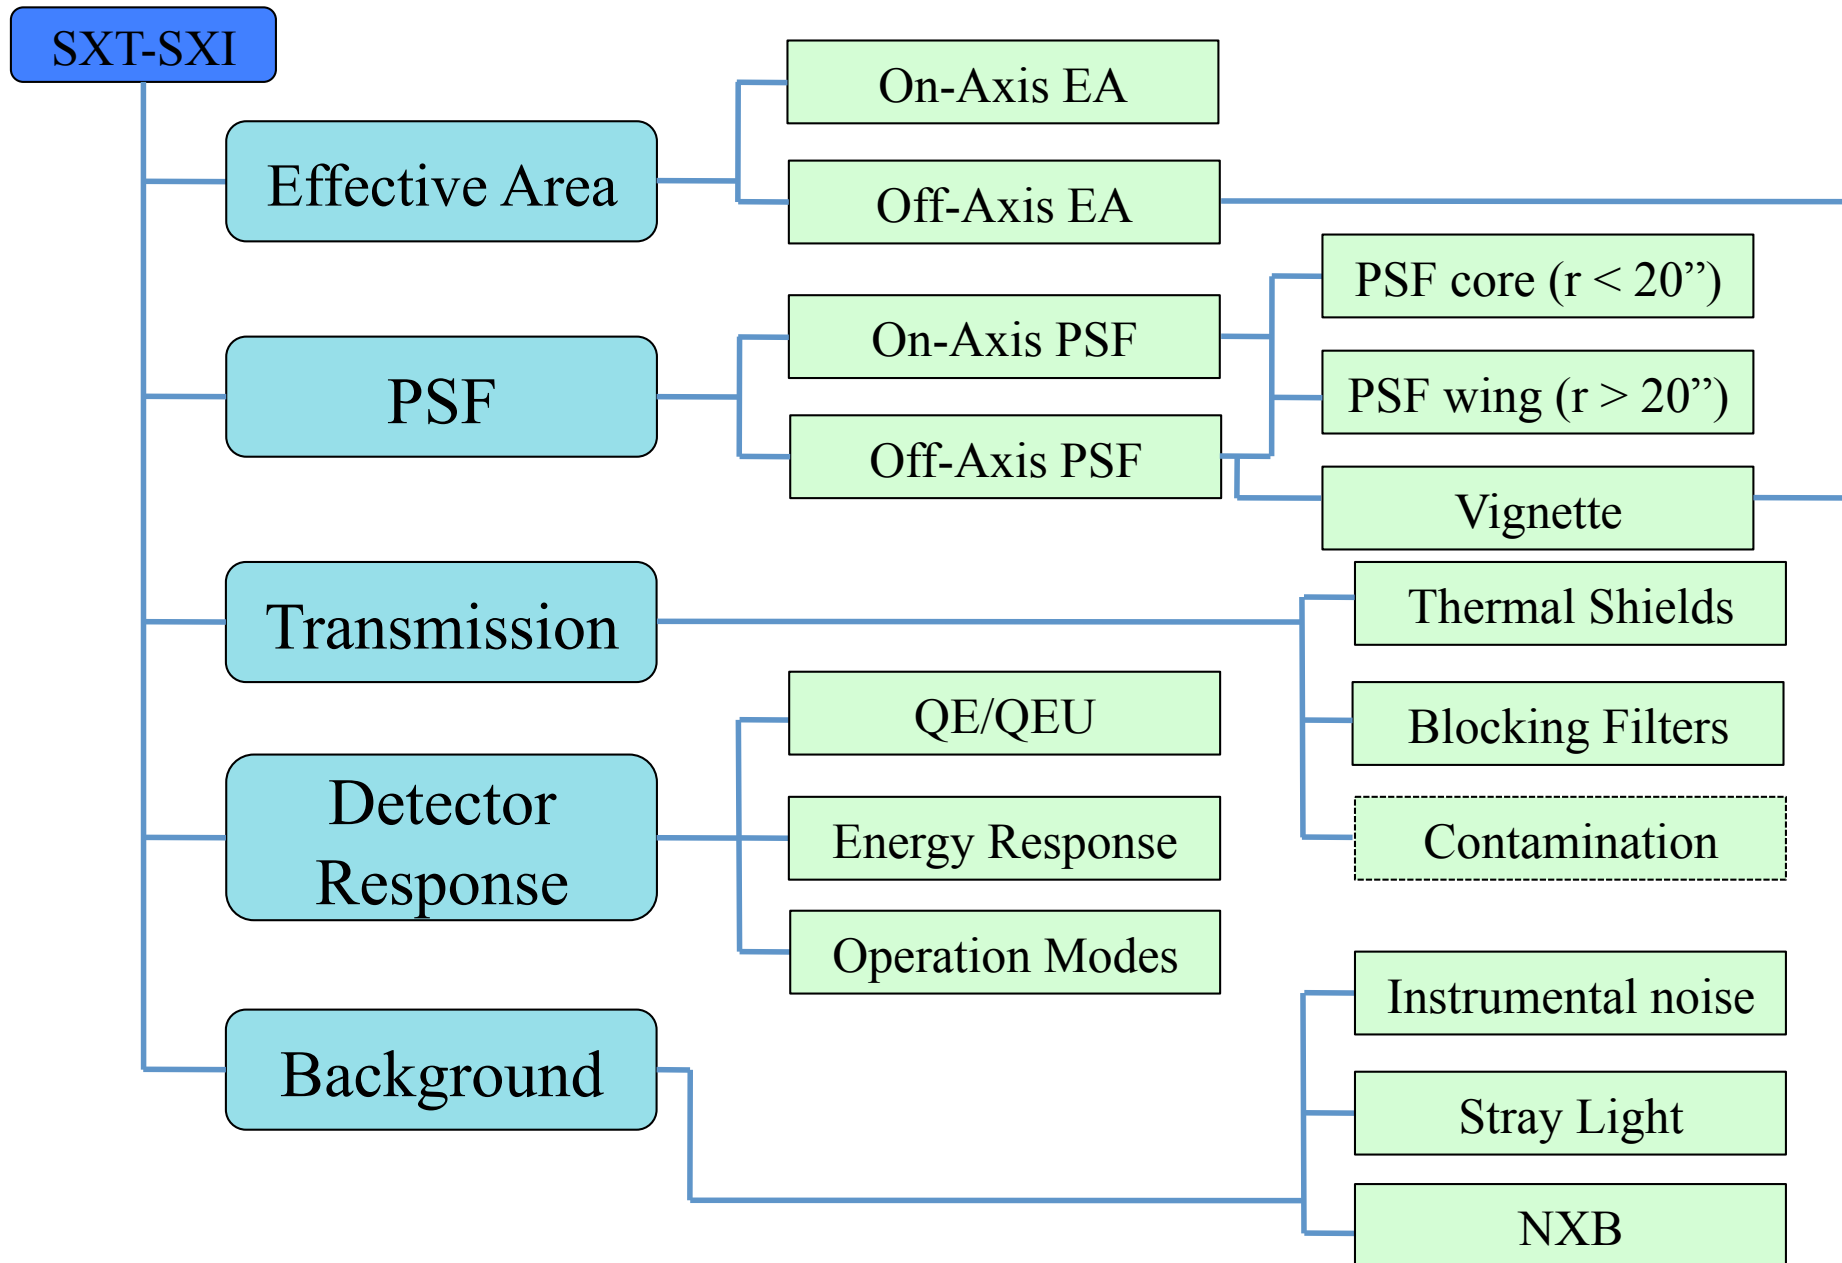 SXT-SXI
Effective Area
On-Axis EA
Off-Axis EA
PSF
On-Axis PSF
Off-Axis PSF
PSF core (r < 20”)
PSF wing (r > 20”)
Vignette
Transmission
Thermal Shields
Blocking Filters
Contamination
Detector
Response
QE/QEU
Energy Response
Operation Modes
Background
Instrumental noise
Stray Light
NXB